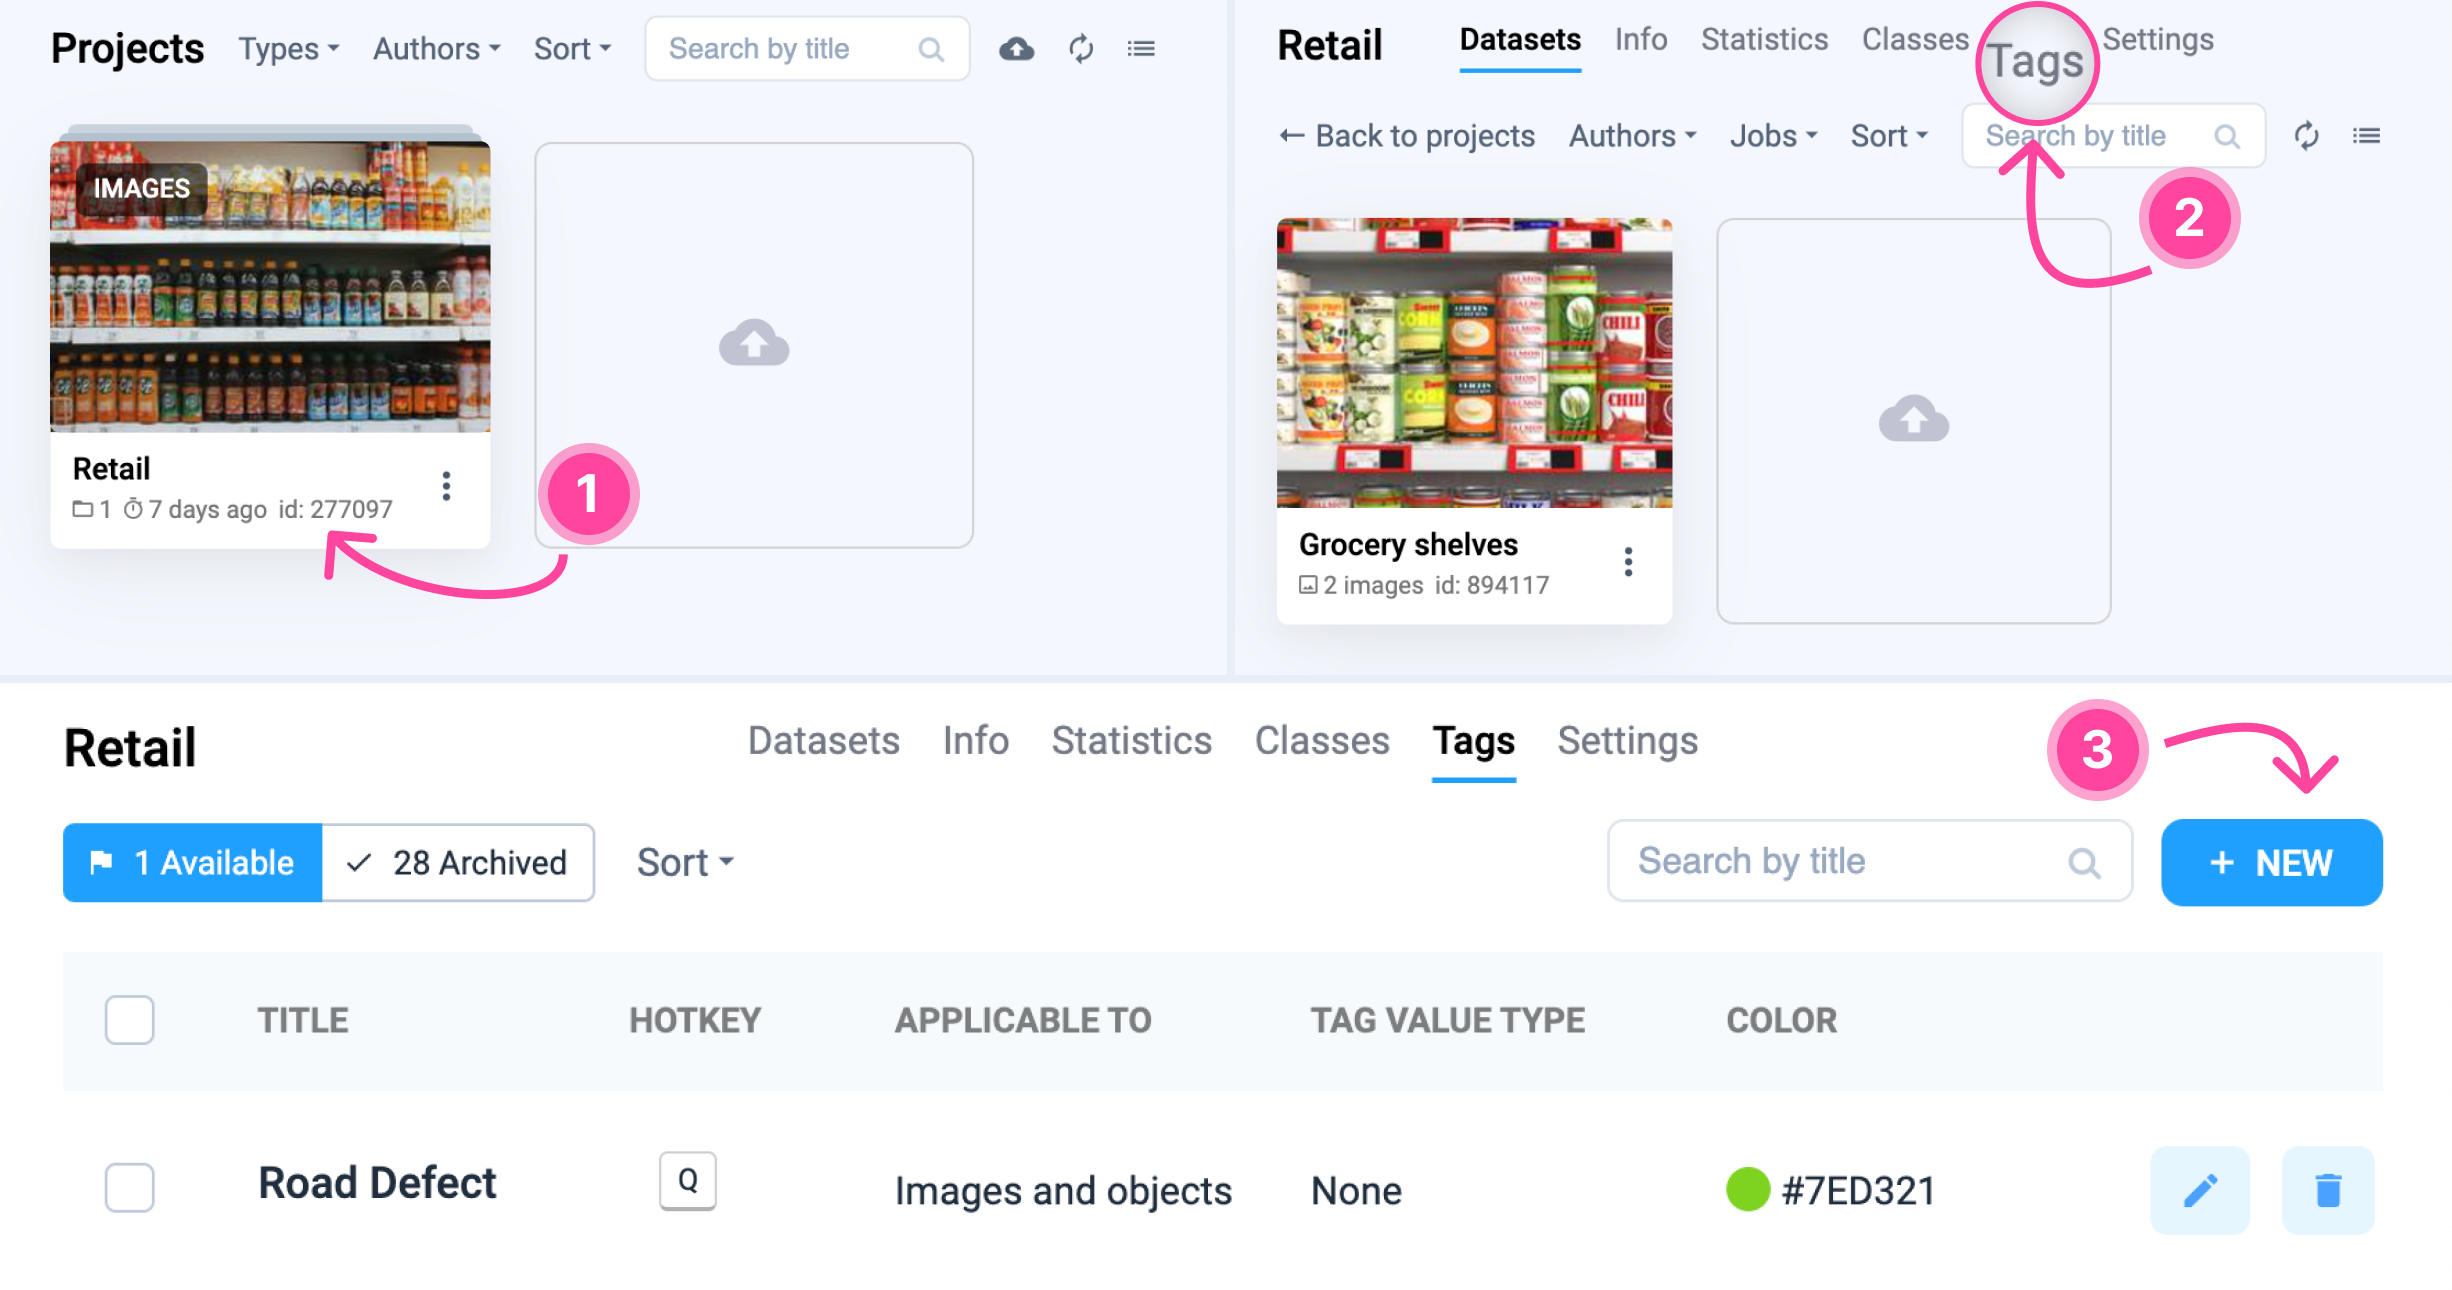 Projects Types Authors Sort Search by title
IMAGES
Retail
1 7 days ago id: 277097
1
Retail Datasets Info Statistics Classes Tags Settings
← Back to projects Authors Jobs Sort Search by title
2
CORN
CHILI
CHILI
Grocery shelves
2 images id: 894117
Retail Datasets Info Statistics Classes Tags Settings
3
1 Available 28 Archived Sort Search by title + NEW
TITLE HOTKEY APPLICABLE TO TAG VALUE TYPE COLOR
Road Defect Q Images and objects None #7ED321